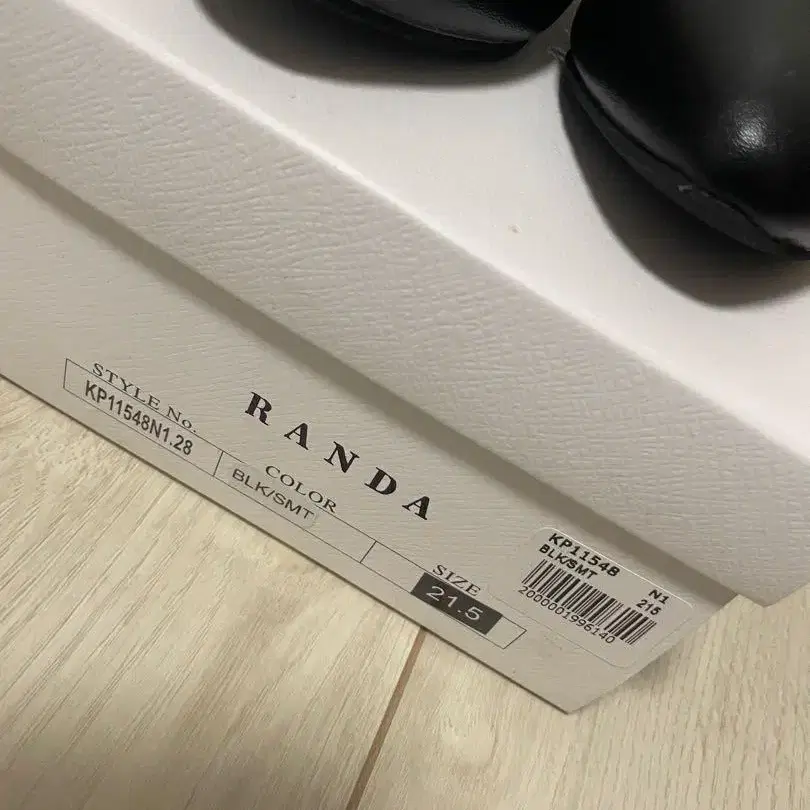 RANDA
STYLE No.
KP11548N1.28
COLOR
BLK/SMT
SIZE
21.5
KP11548 N1
BLK/SMT 215
2000001996140